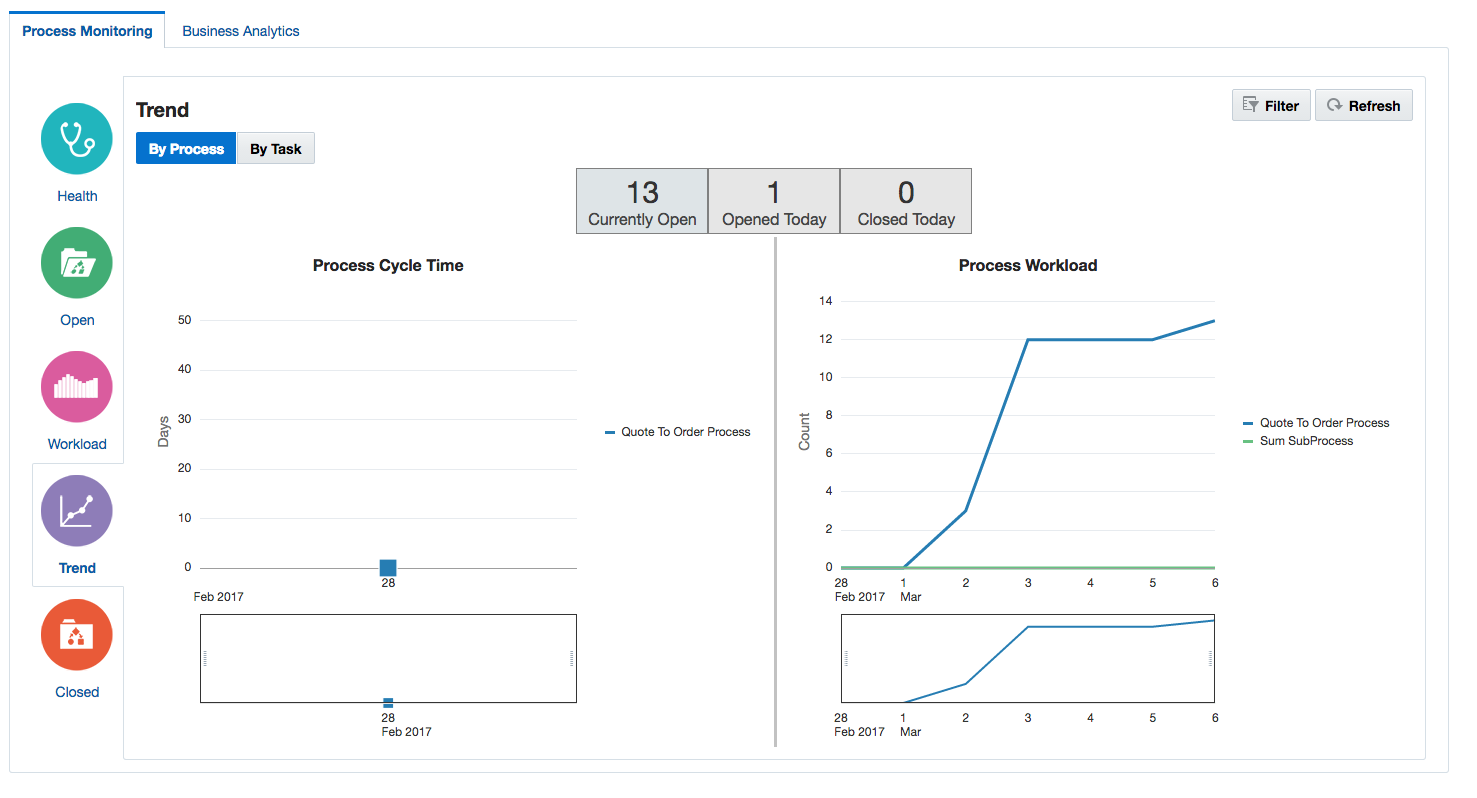 Process Monitoring
Business Analytics
Health
Open
Workload
Trend
Closed
Trend
Filter
Refresh
By Process
By Task
13
Currently Open
1
Opened Today
0
Closed Today
Process Cycle Time
50
40
30
20
10
0
Days
28
Feb 2017
Quote To Order Process
28
Feb 2017
Process Workload
14
12
10
8
6
4
2
0
Count
28 1 2 3 4 5 6
Feb 2017 Mar
Quote To Order Process
Sum SubProcess
28 1 2 3 4 5 6
Feb 2017 Mar